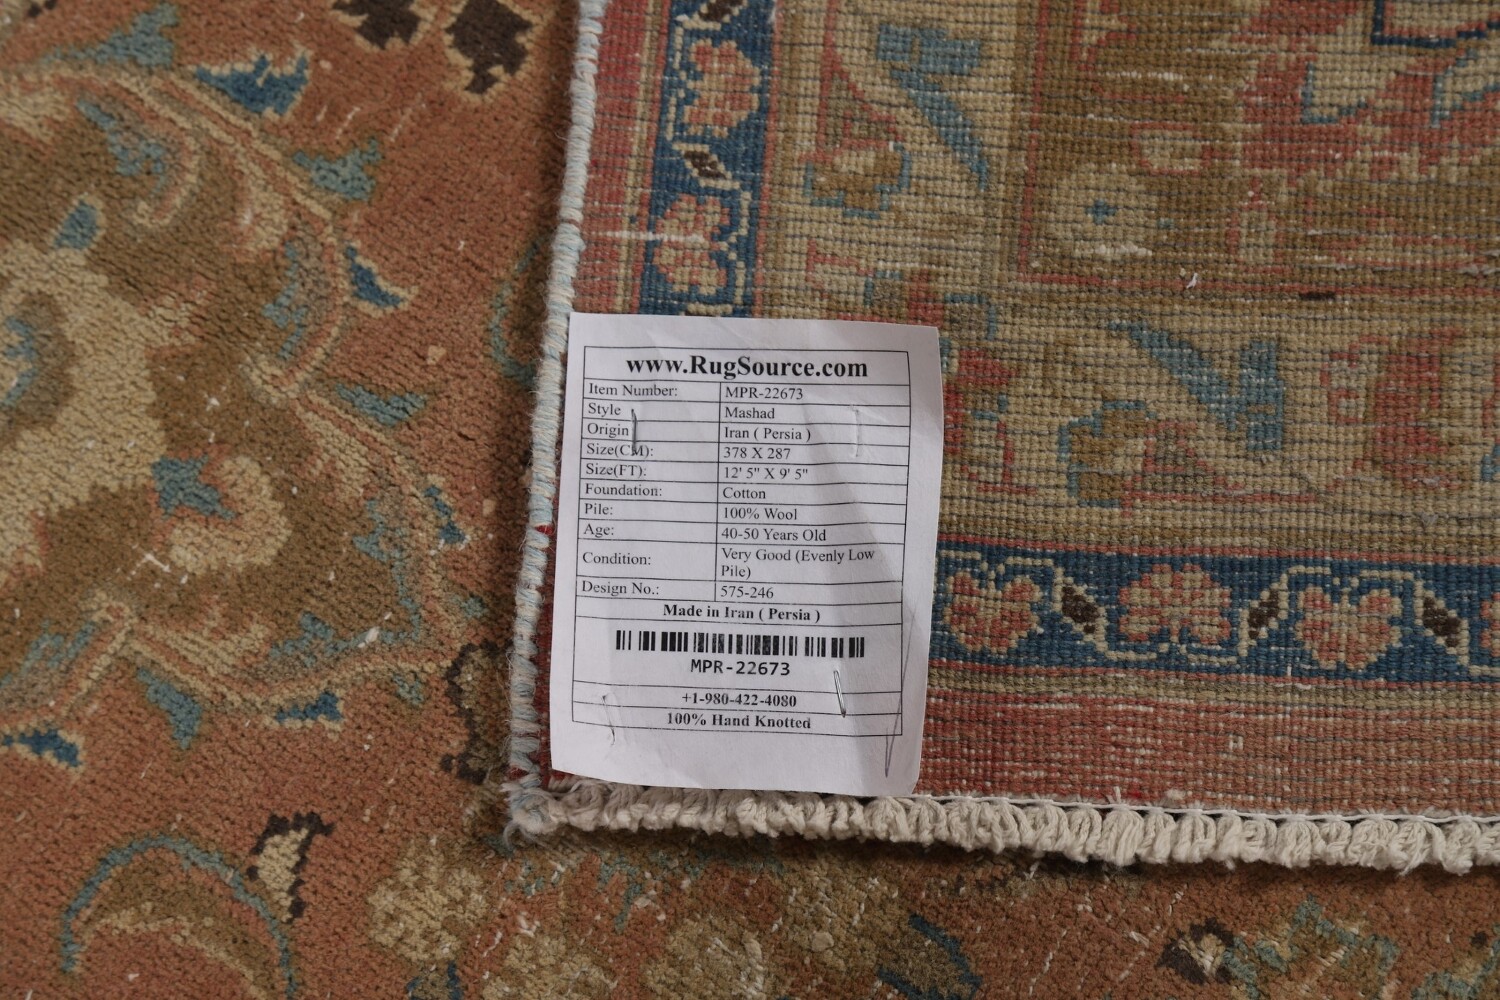 www.RugSource.com
Item Number: MPR-22673
Style Mashad
Origin Iran ( Persia )
Size(CM): 378 X 287
Size(FT): 12' 5" X 9' 5"
Foundation: Cotton
Pile: 100% Wool
Age: 40-50 Years Old
Condition: Very Good (Evenly Low
Pile)
Design No.: 575-246
Made in Iran ( Persia )
MPR-22673
+1-980-422-4080
100% Hand Knotted